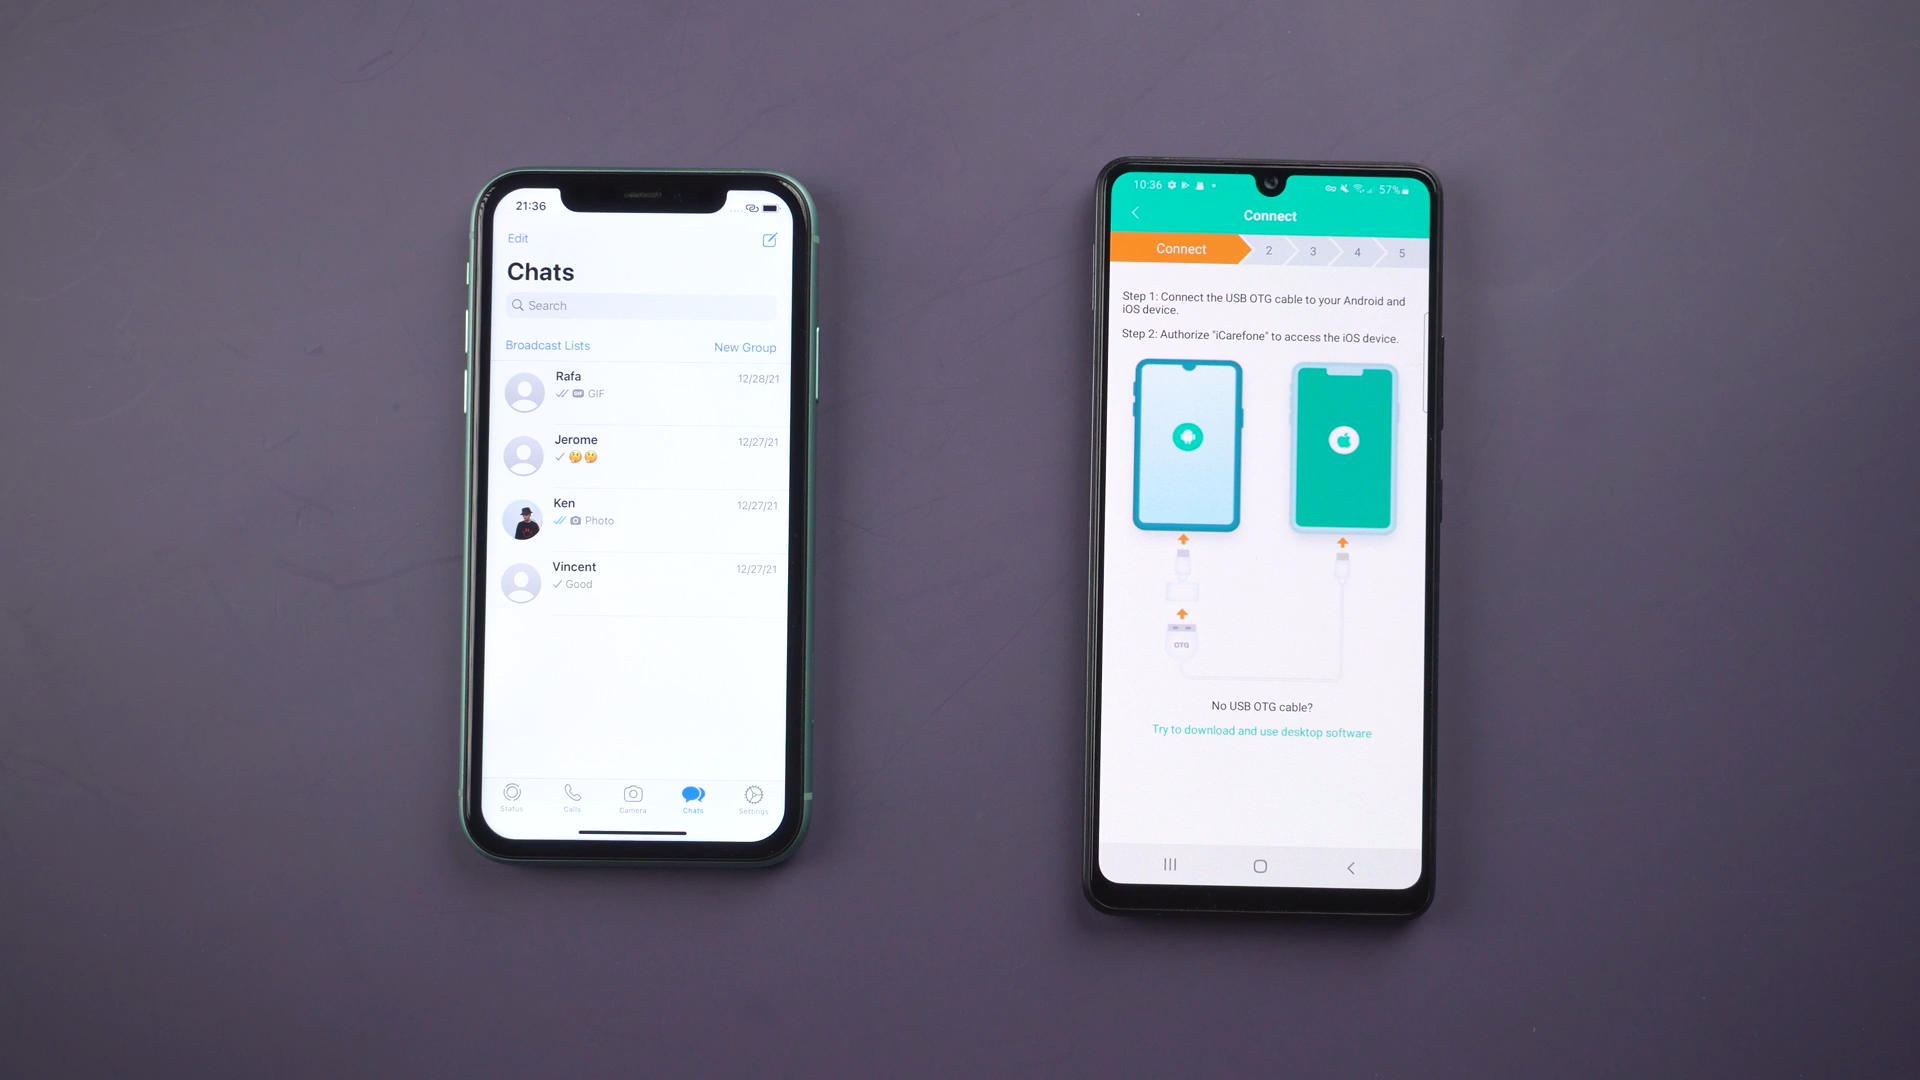 21:36
Edit
Chats
Search
Broadcast Lists
New Group
Rafa
12/28/21
GIF GIF
Jerome
12/27/21
Ken
12/27/21
Photo
Vincent
12/27/21
Good
Status
Calls
Camera
Chats
Settings
10:36
57%
Connect
Connect
2
3
4
5
Step 1: Connect the USB OTG cable to your Android and
iOS device.
Step 2: Authorize "iCarefone" to access the iOS device.
OTG
No USB OTG cable?
Try to download and use desktop software